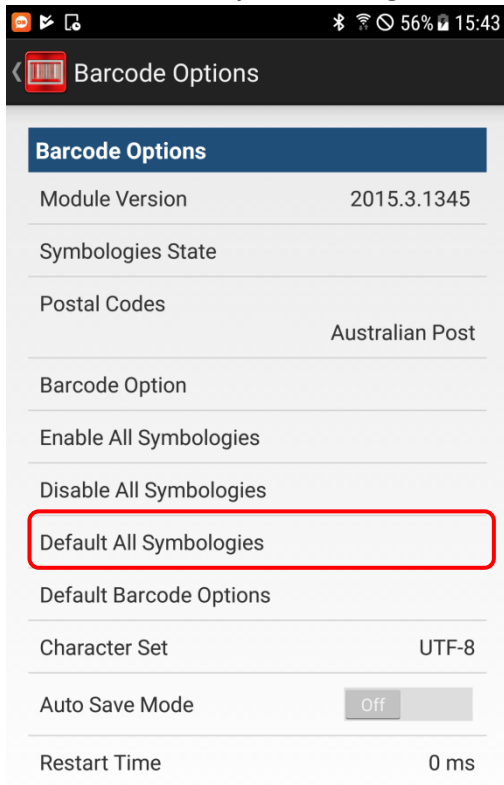 56% 15:43
Barcode Options
Barcode Options
Module Version 2015.3.1345
Symbologies State
Postal Codes
Australian Post
Barcode Option
Enable All Symbologies
Disable All Symbologies
Default All Symbologies
Default Barcode Options
Character Set UTF-8
Auto Save Mode Off
Restart Time 0 ms